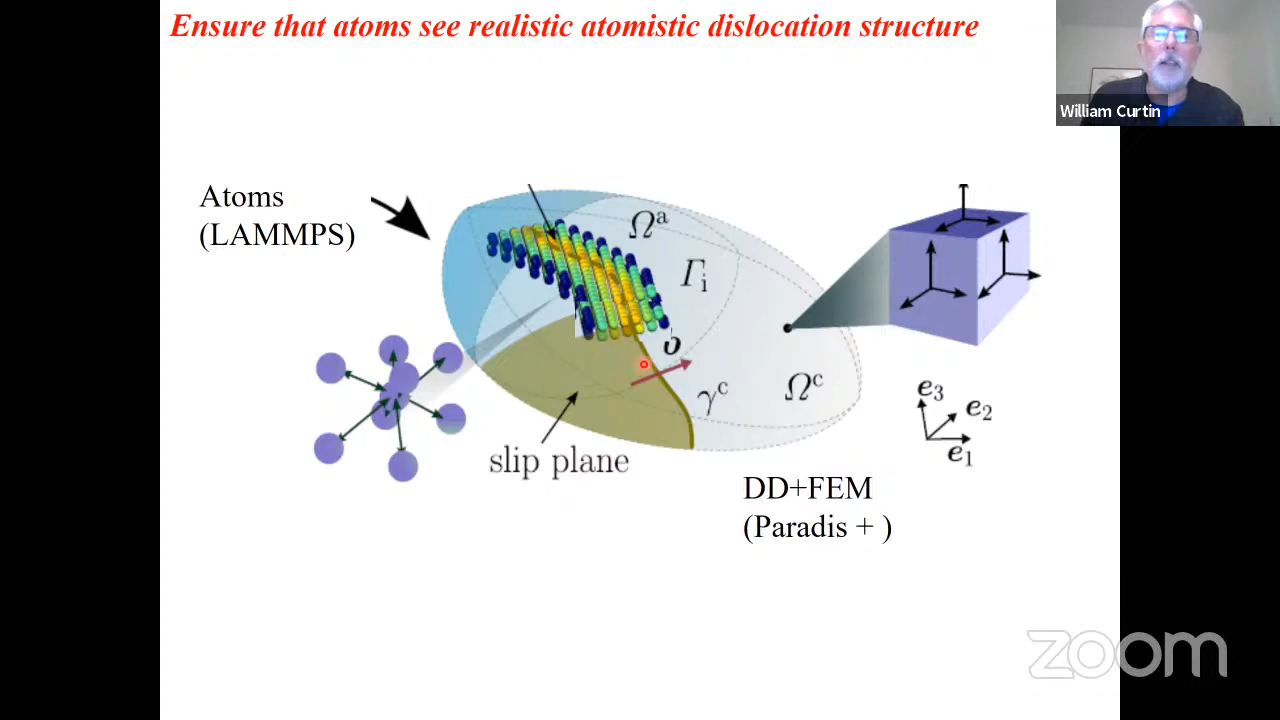 Ensure that atoms see realistic atomistic dislocation structure
William Curtin
Atoms
(LAMMPS)
Ωᵃ
Γᵢ
υ
γᶜ
Ωᶜ
slip plane
e₃
e₂
e₁
DD+FEM
(Paradis + )
zoom